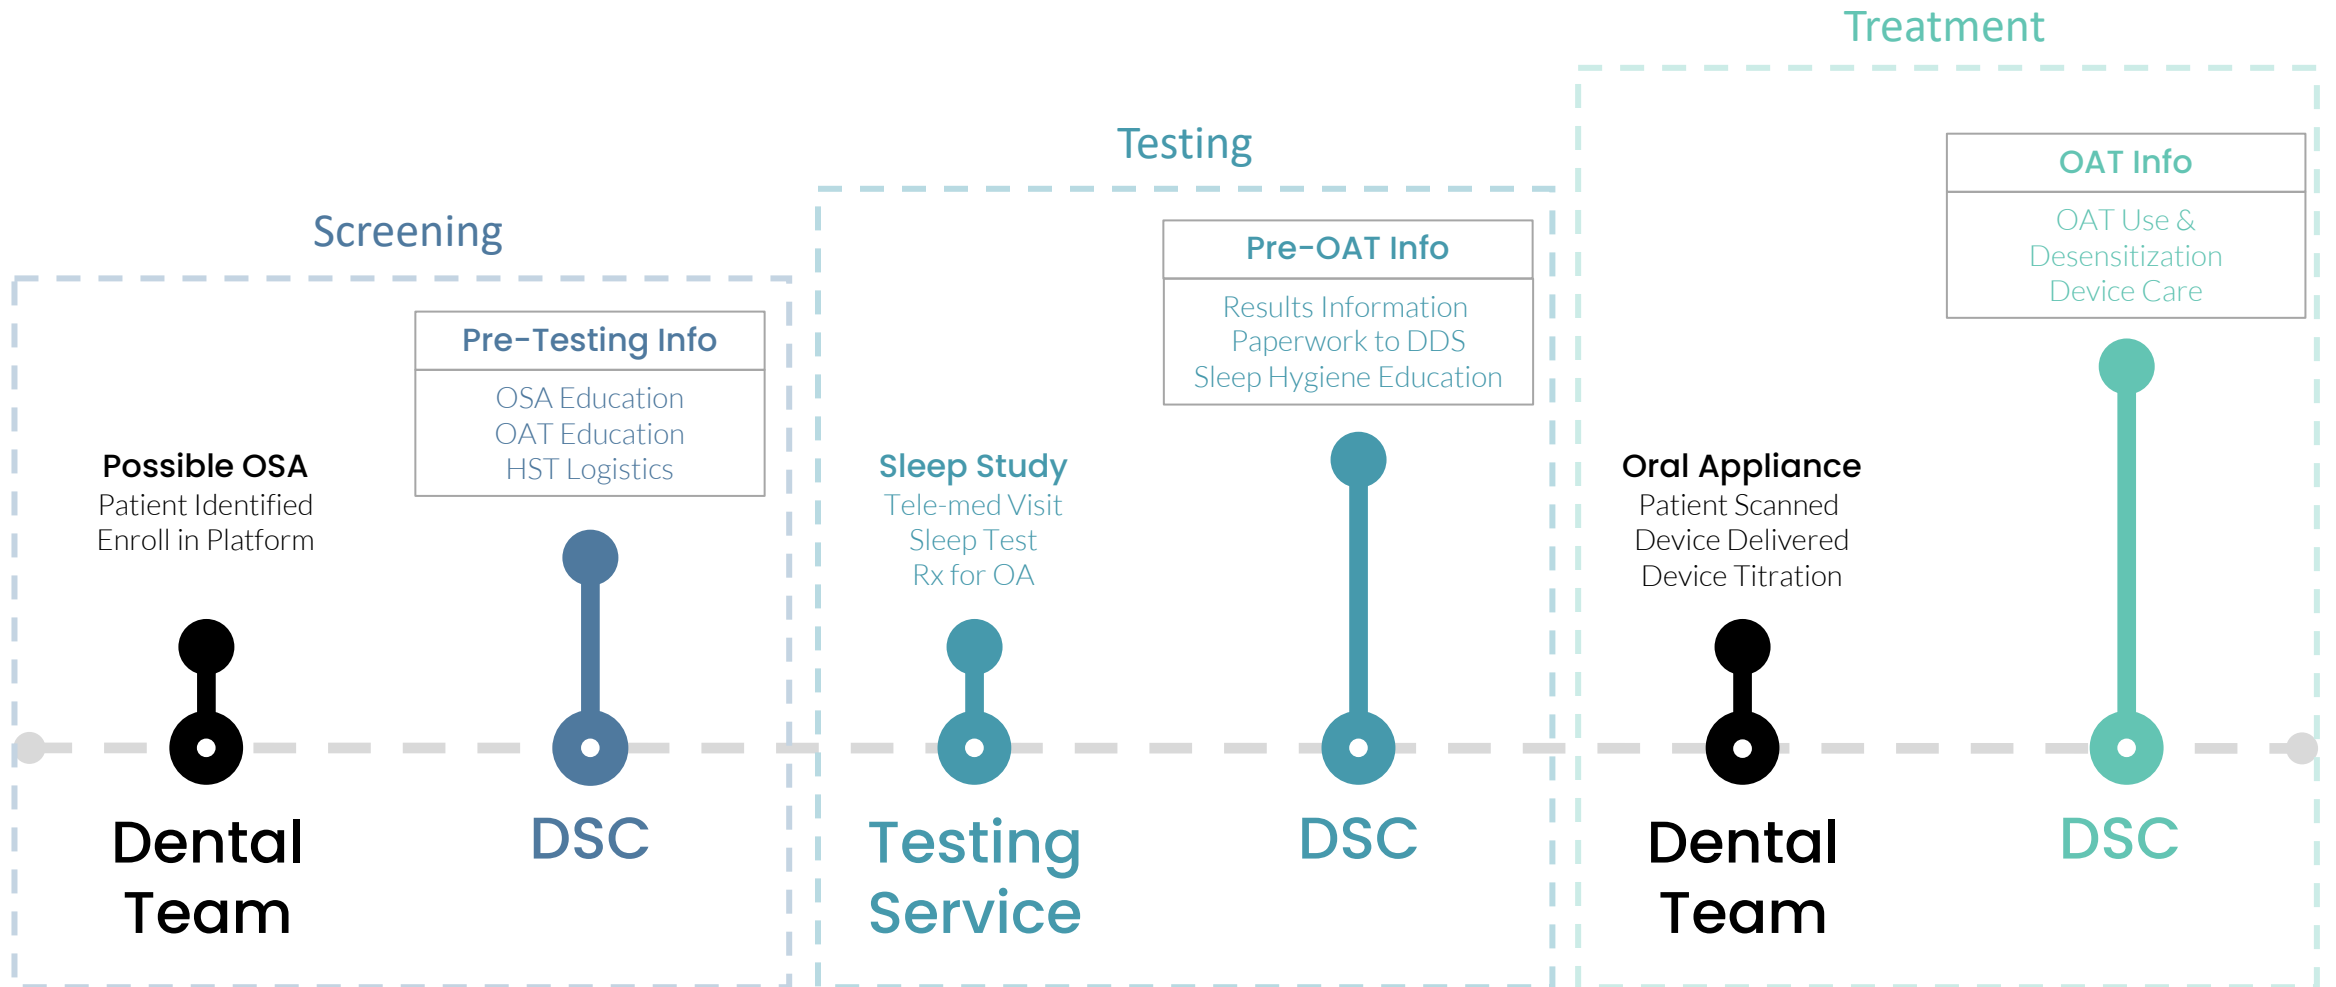 Treatment
Testing
Screening
OAT Info
OAT Use &
Desensitization
Device Care
Pre-OAT Info
Results Information
Paperwork to DDS
Sleep Hygiene Education
Pre-Testing Info
OSA Education
OAT Education
HST Logistics
Possible OSA
Patient Identified
Enroll in Platform
Sleep Study
Tele-med Visit
Sleep Test
Rx for OA
Oral Appliance
Patient Scanned
Device Delivered
Device Titration
Dental
Team
DSC
Testing
Service
DSC
Dental
Team
DSC